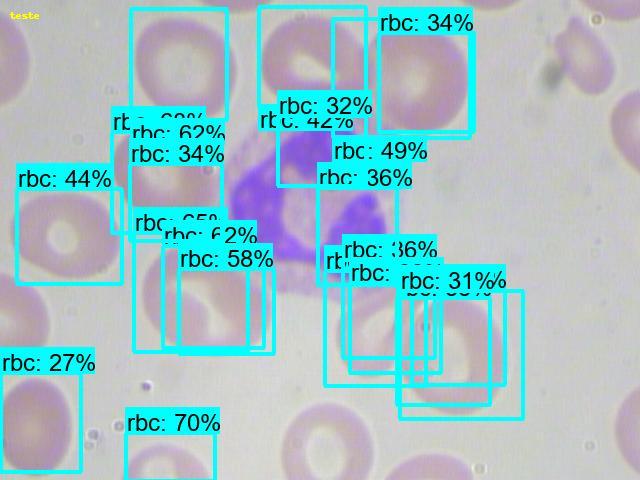 teste
rbc: 34%
rbc: 32%
rbc: 62%
rbc: 34%
rbc: 49%
rbc: 44%
rbc: 36%
rbc: 62%
rbc: 36%
rbc: 58%
rbc: 31%
rbc: 27%
rbc: 70%